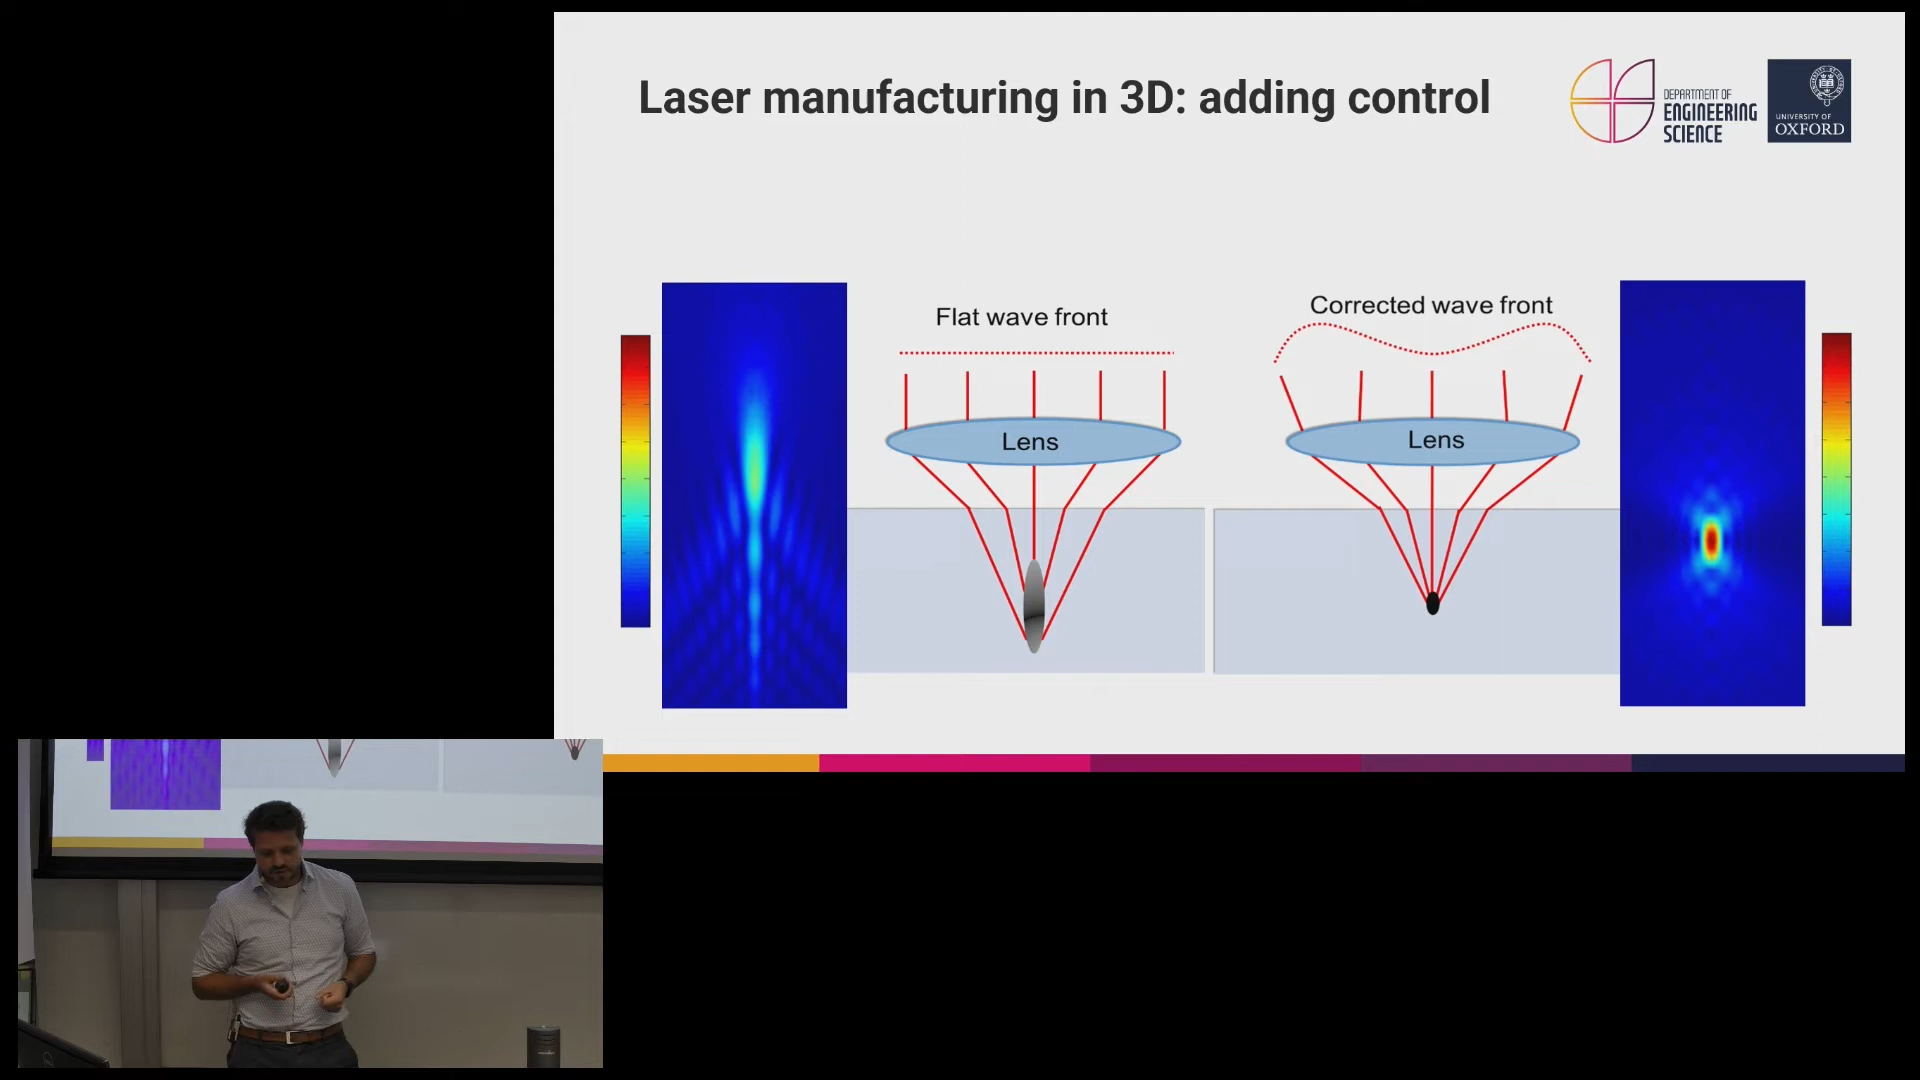 Laser manufacturing in 3D: adding control
DEPARTMENT OF
ENGINEERING
SCIENCE
UNIVERSITY OF
OXFORD
Flat wave front
Corrected wave front
Lens
Lens